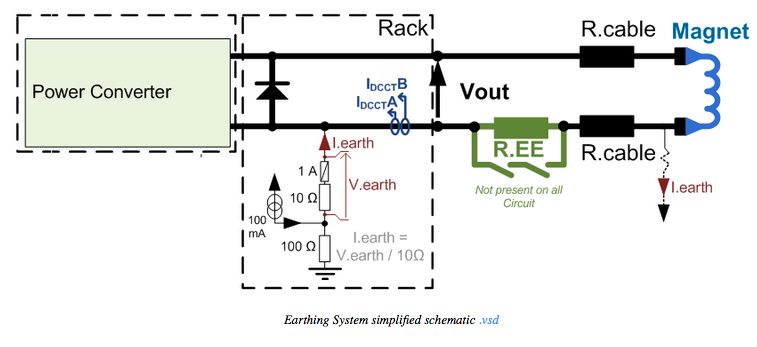 Rack
R.cable
Magnet
Power Converter
IDCCTB
IDCCTA
Vout
I.earth
R.EE
R.cable
1 A
V.earth
Not present on all
Circuit
I.earth
10 Ω
100
mA
100 Ω
I.earth =
V.earth / 10Ω
Earthing System simplified schematic .vsd